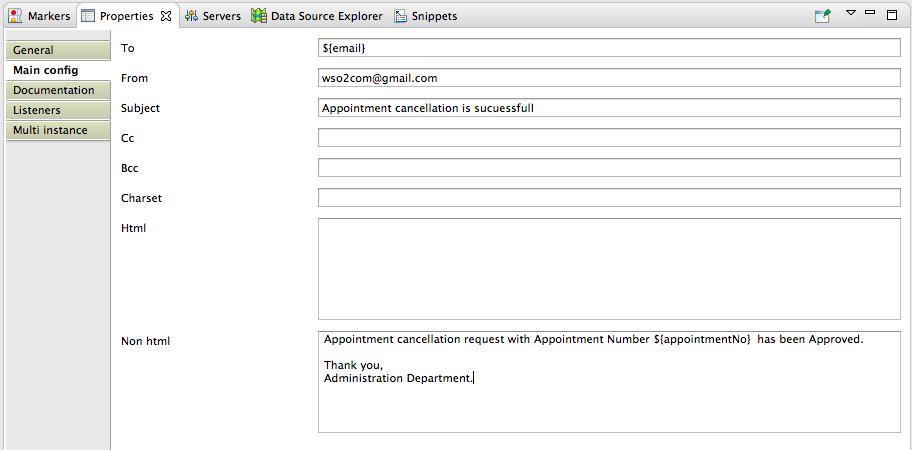 Markers Properties Servers Data Source Explorer Snippets
General
Main config
Documentation
Listeners
Multi instance
To ${email}
From wso2com@gmail.com
Subject Appointment cancellation is sucuessfull
Cc
Bcc
Charset
Html
Non html
Appointment cancellation request with Appointment Number ${appointmentNo}  has been Approved.
Thank you,
Administration Department.